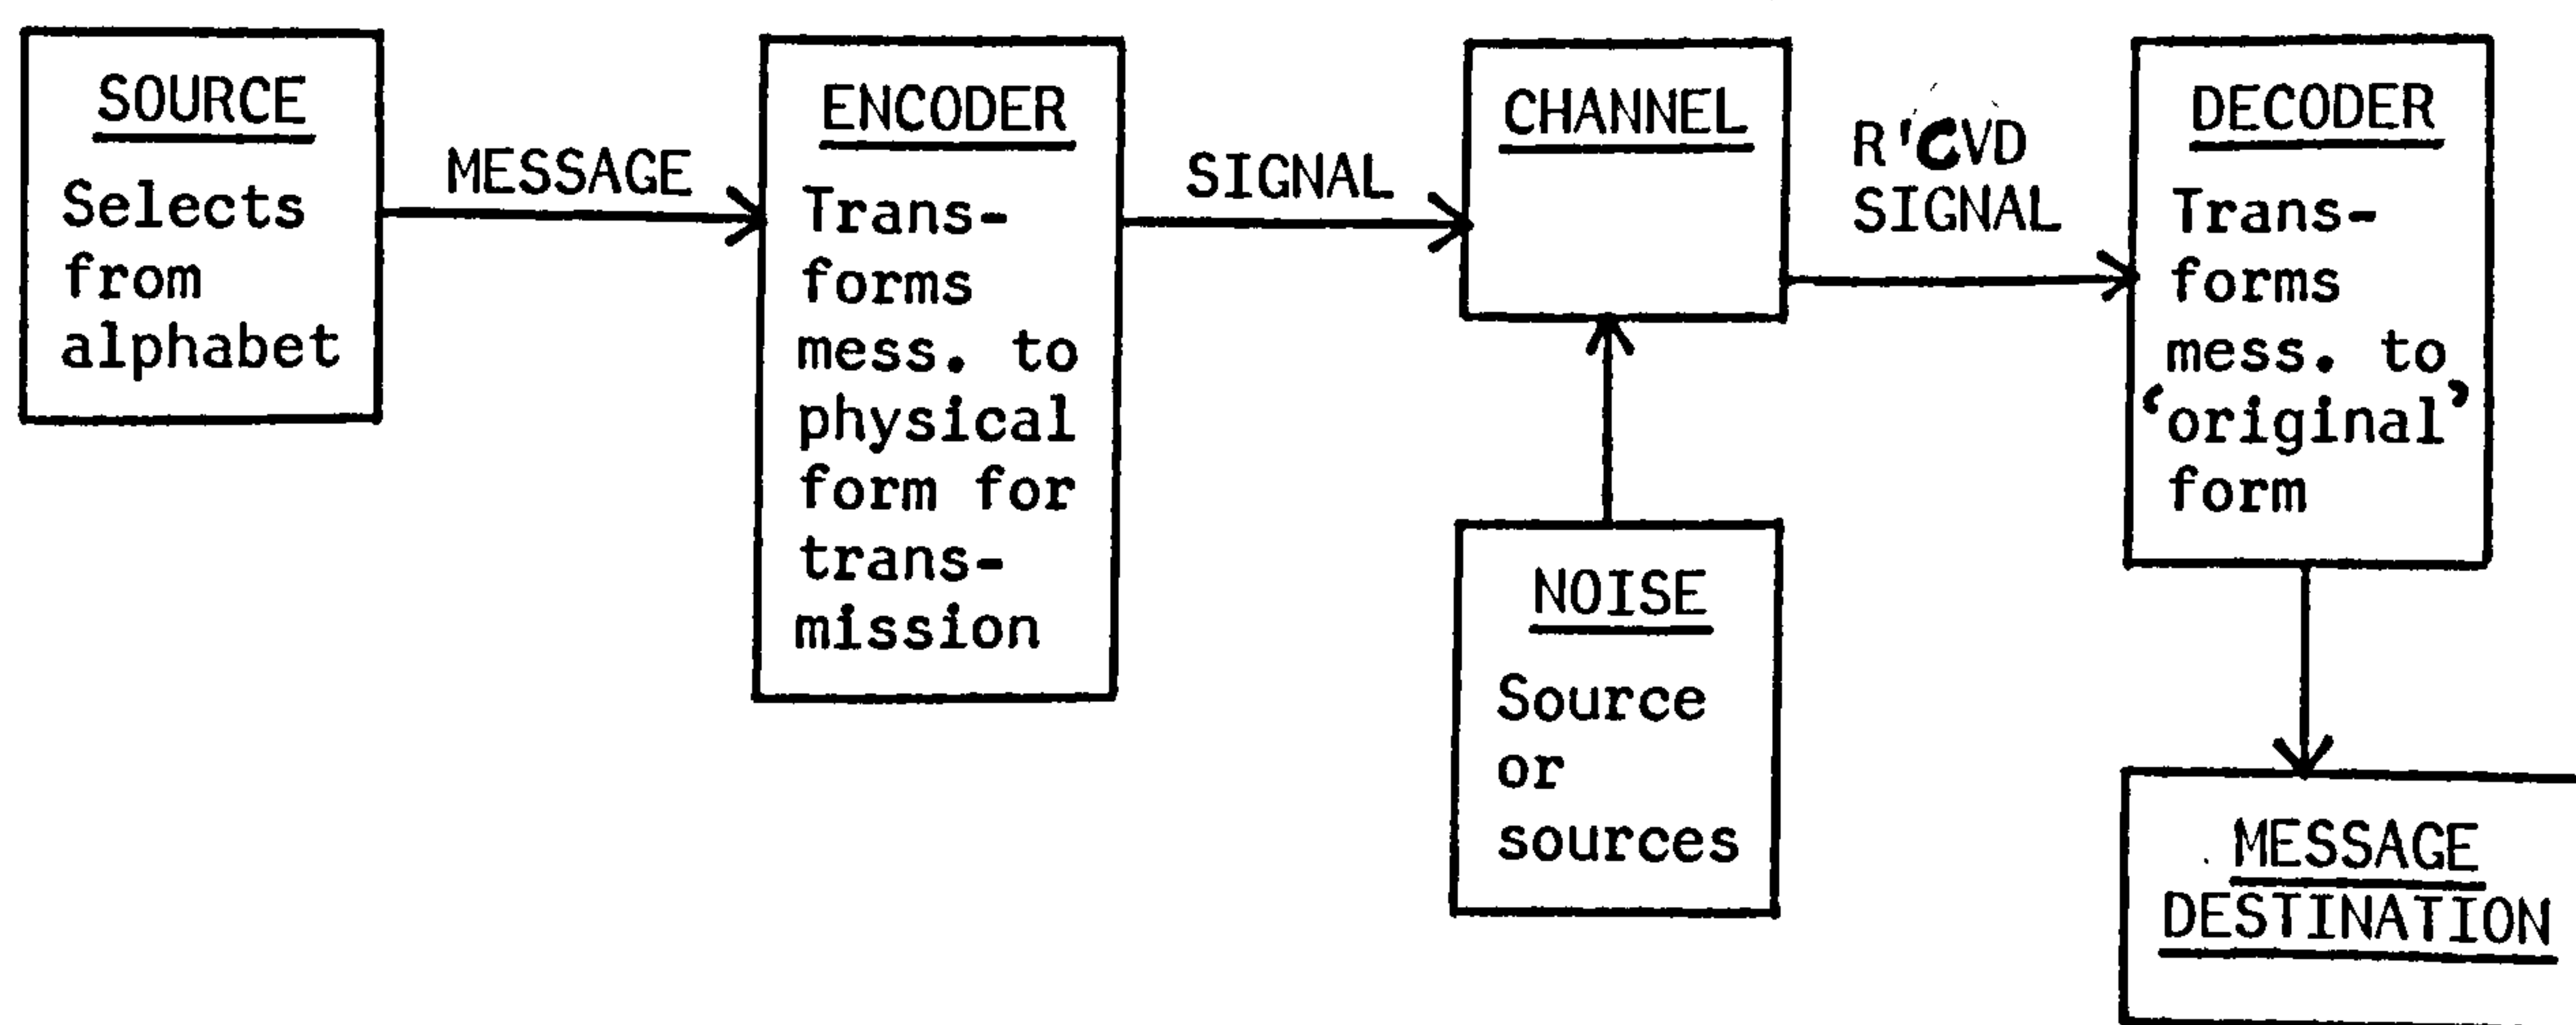 SOURCE
Selects
from
alphabet
MESSAGE
ENCODER
Trans-
forms
mess. to
physical
form for
trans-
mission
SIGNAL
CHANNEL
R'CVD
SIGNAL
DECODER
Trans-
forms
mess. to
‘original’
form
NOISE
Source
or
sources
MESSAGE
DESTINATION